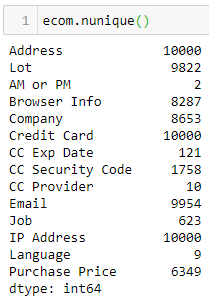 1 ecom.nunique()
Address 10000
Lot 9822
AM or PM 2
Browser Info 8287
Company 8653
Credit Card 10000
CC Exp Date 121
CC Security Code 1758
CC Provider 10
Email 9954
Job 623
IP Address 10000
Language 9
Purchase Price 6349
dtype: int64